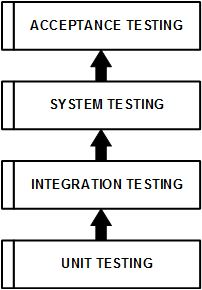 ACCEPTANCE TESTING
SYSTEM TESTING
INTEGRATION TESTING
UNIT TESTING